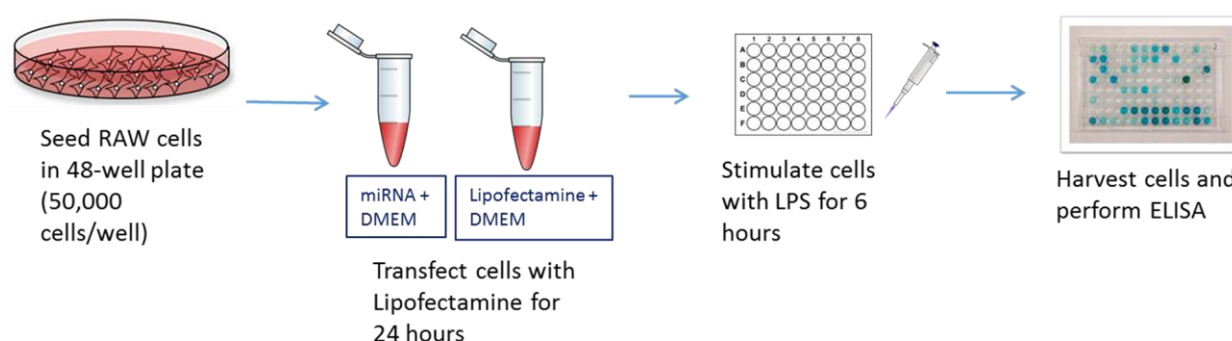 Seed RAW cells
in 48-well plate
(50,000
cells/well)
miRNA +
DMEM
Lipofectamine +
DMEM
Transfect cells with
Lipofectamine for
24 hours
1 2 3 4 5 6 7 8
A
B
C
D
E
F
Stimulate cells
with LPS for 6
hours
Harvest cells and
perform ELISA